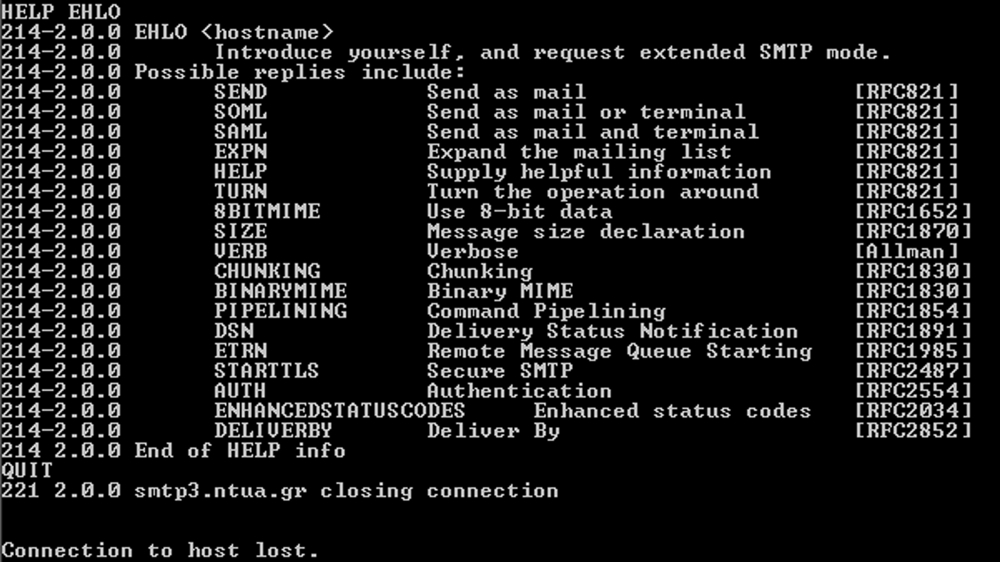 HELP EHLO
214-2.0.0 EHLO <hostname>
214-2.0.0       Introduce yourself, and request extended SMTP mode.
214-2.0.0 Possible replies include:
214-2.0.0       SEND            Send as mail                    [RFC821]
214-2.0.0       SOML            Send as mail or terminal        [RFC821]
214-2.0.0       SAML            Send as mail and terminal       [RFC821]
214-2.0.0       EXPN            Expand the mailing list         [RFC821]
214-2.0.0       HELP            Supply helpful information      [RFC821]
214-2.0.0       TURN            Turn the operation around       [RFC821]
214-2.0.0       8BITMIME        Use 8-bit data                  [RFC1652]
214-2.0.0       SIZE            Message size declaration        [RFC1870]
214-2.0.0       VERB            Verbose                         [Allman]
214-2.0.0       CHUNKING        Chunking                        [RFC1830]
214-2.0.0       BINARYMIME      Binary MIME                     [RFC1830]
214-2.0.0       PIPELINING      Command Pipelining              [RFC1854]
214-2.0.0       DSN             Delivery Status Notification    [RFC1891]
214-2.0.0       ETRN            Remote Message Queue Starting   [RFC1985]
214-2.0.0       STARTTLS        Secure SMTP                     [RFC2487]
214-2.0.0       AUTH            Authentication                  [RFC2554]
214-2.0.0       ENHANCEDSTATUSCODES     Enhanced status codes   [RFC2034]
214-2.0.0       DELIVERBY       Deliver By                      [RFC2852]
214 2.0.0 End of HELP info
QUIT
221 2.0.0 smtp3.ntua.gr closing connection
Connection to host lost.